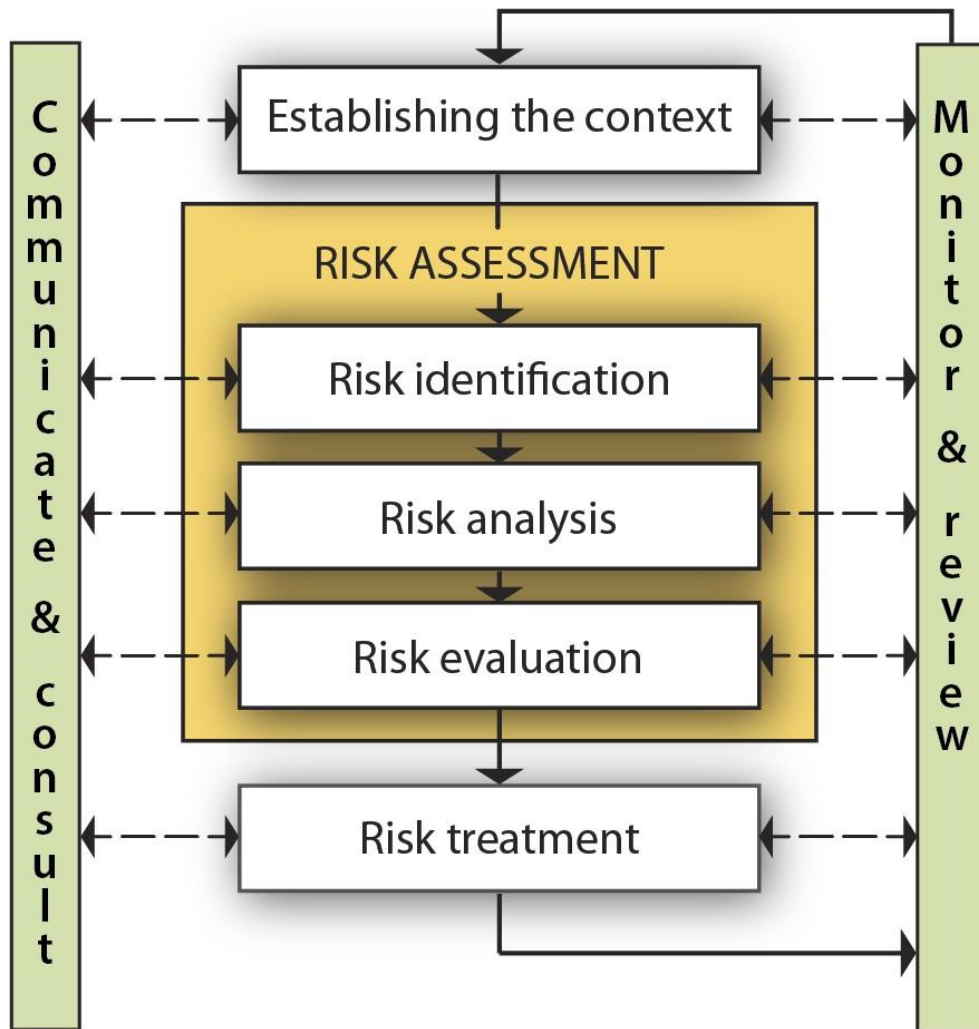 Communicate & consult
Establishing the context
RISK ASSESSMENT
Risk identification
Risk analysis
Risk evaluation
Risk treatment
Monitor & review